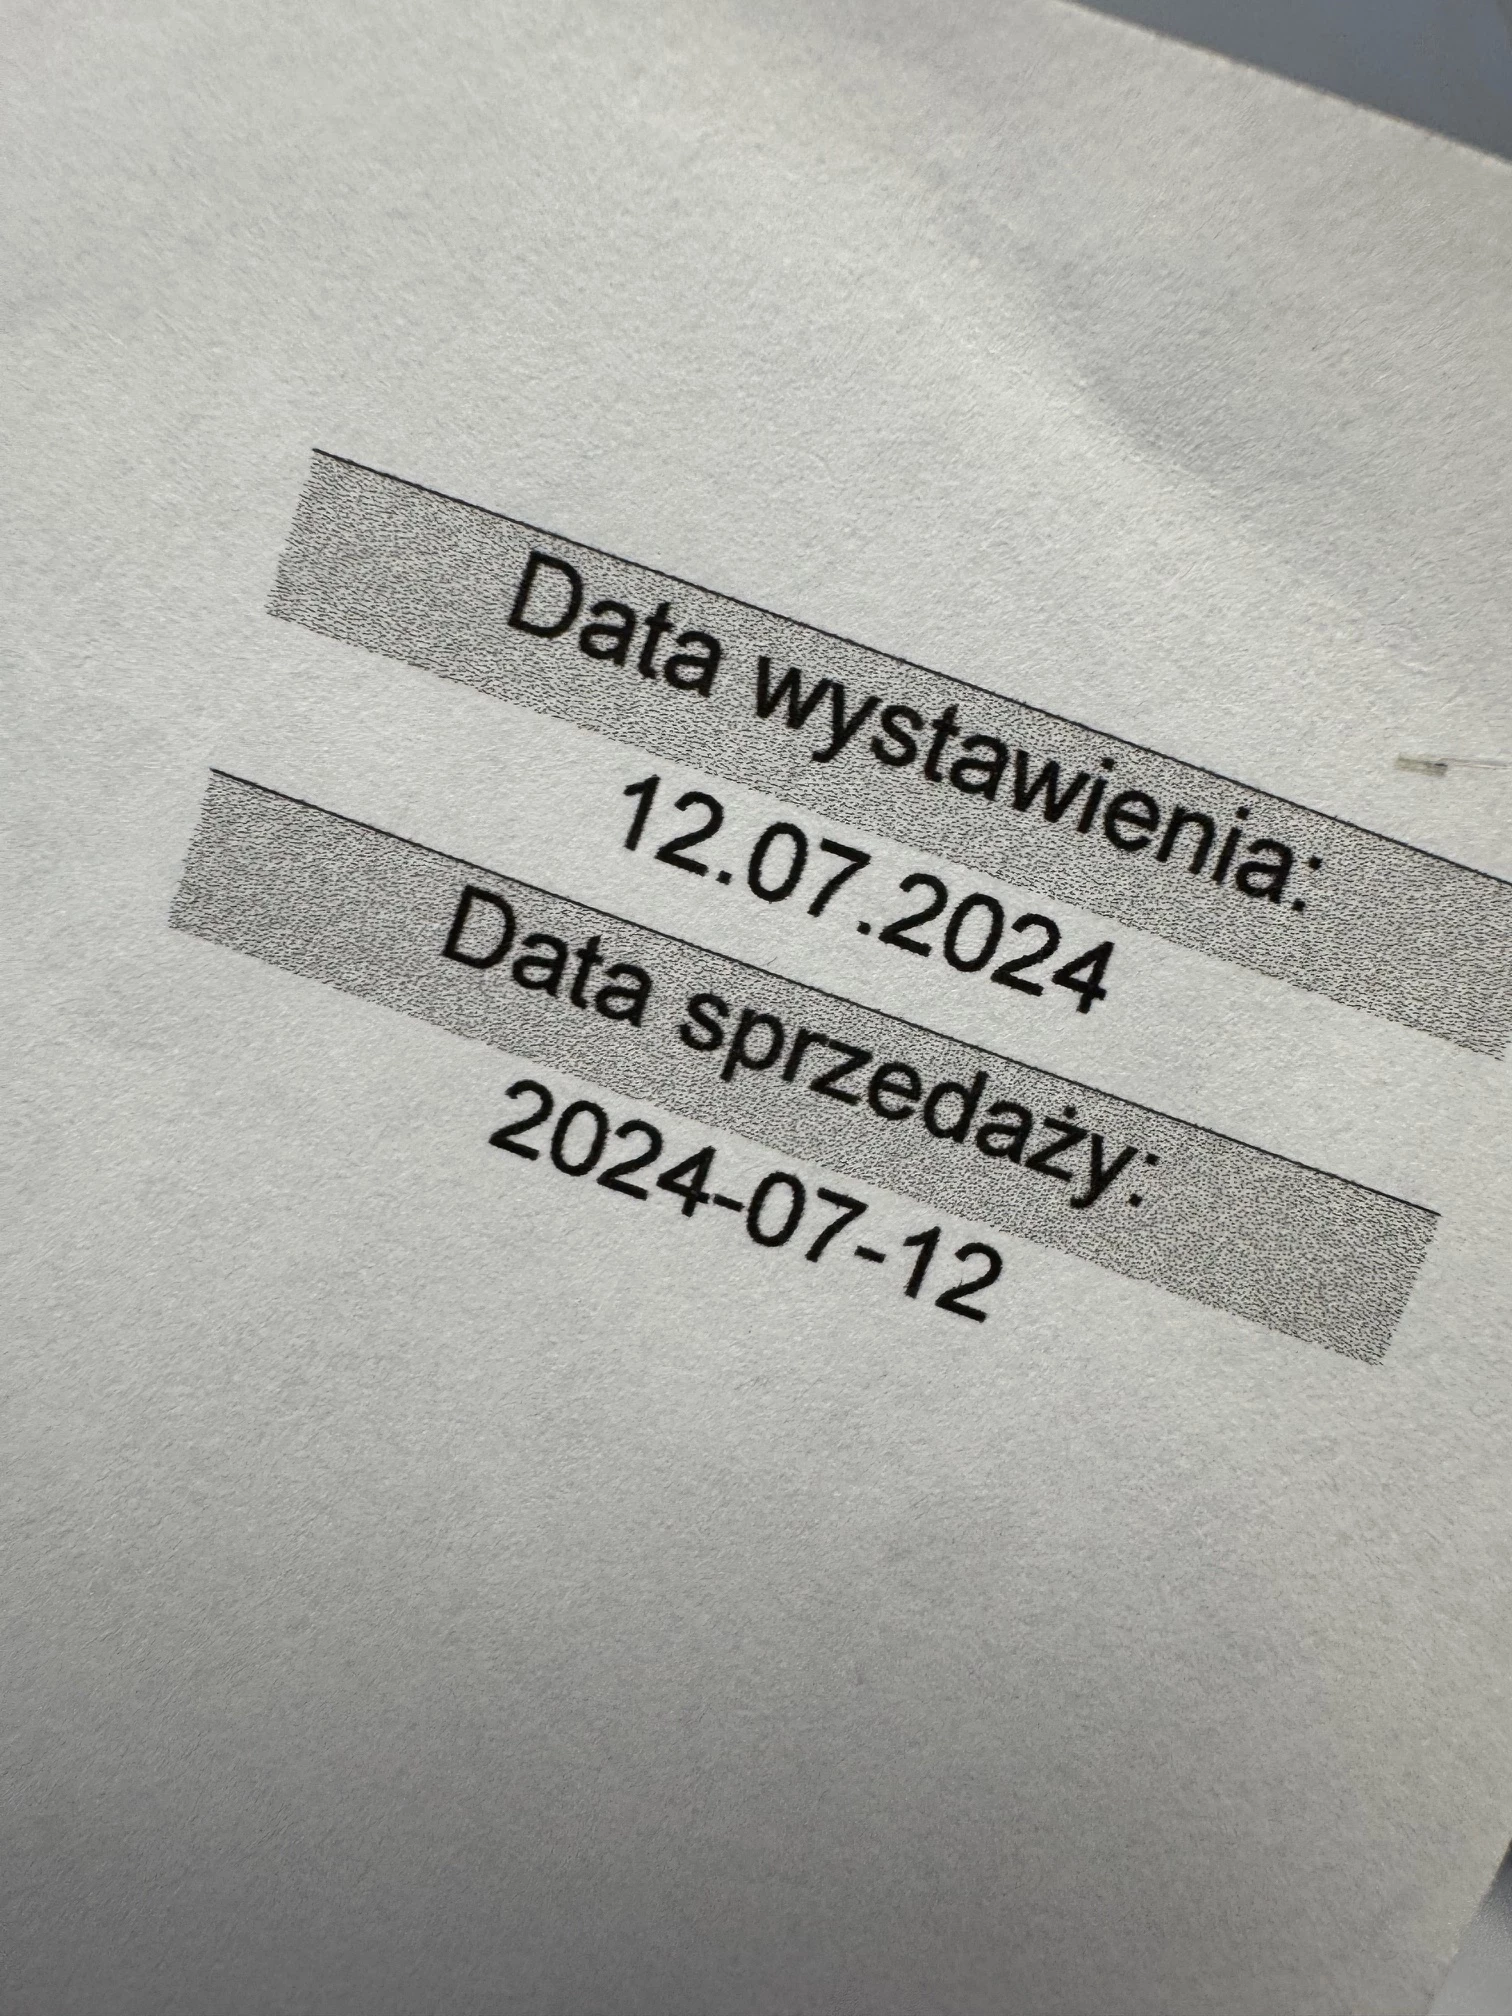 Data wystawienia:
12.07.2024
Data sprzedaży:
2024-07-12